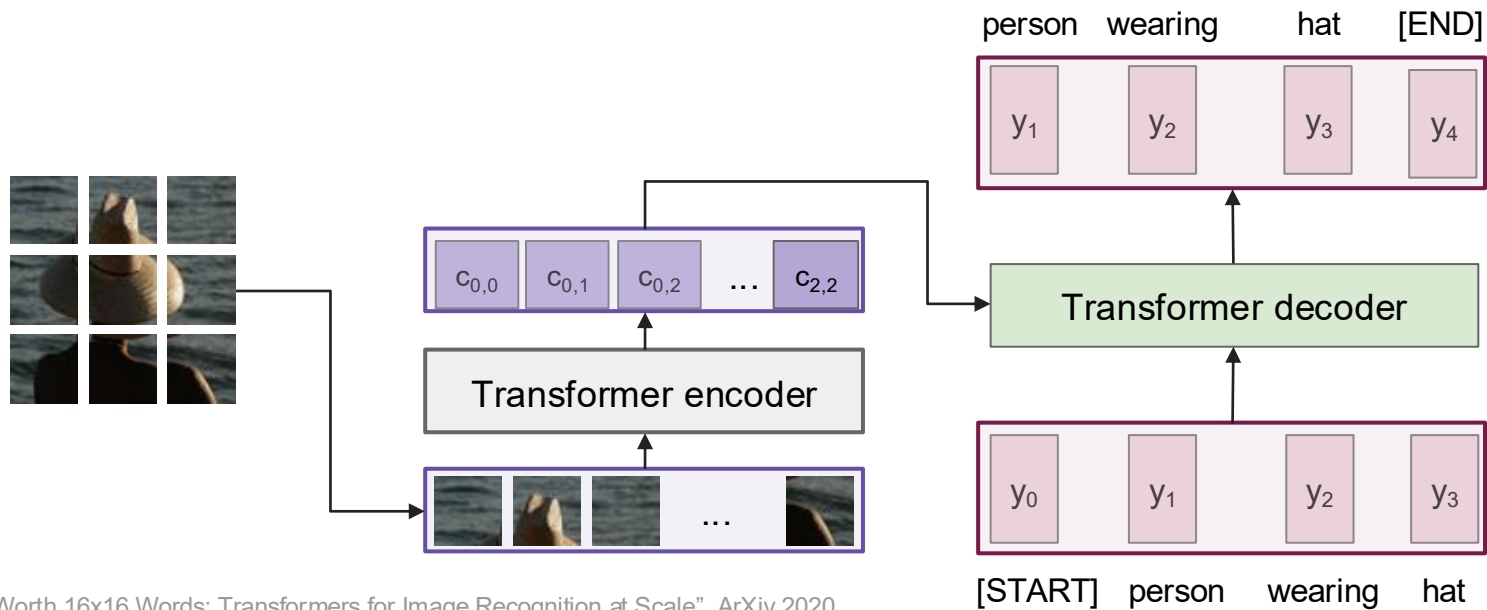 person wearing hat [END]
y₁ y₂ y₃ y₄
c₀,₀ c₀,₁ c₀,₂ ... c₂,₂
Transformer decoder
Transformer encoder
...
y₀ y₁ y₂ y₃
[START] person wearing hat
Worth 16x16 Words: Transformers for Image Recognition at Scale", ArXiv 2020